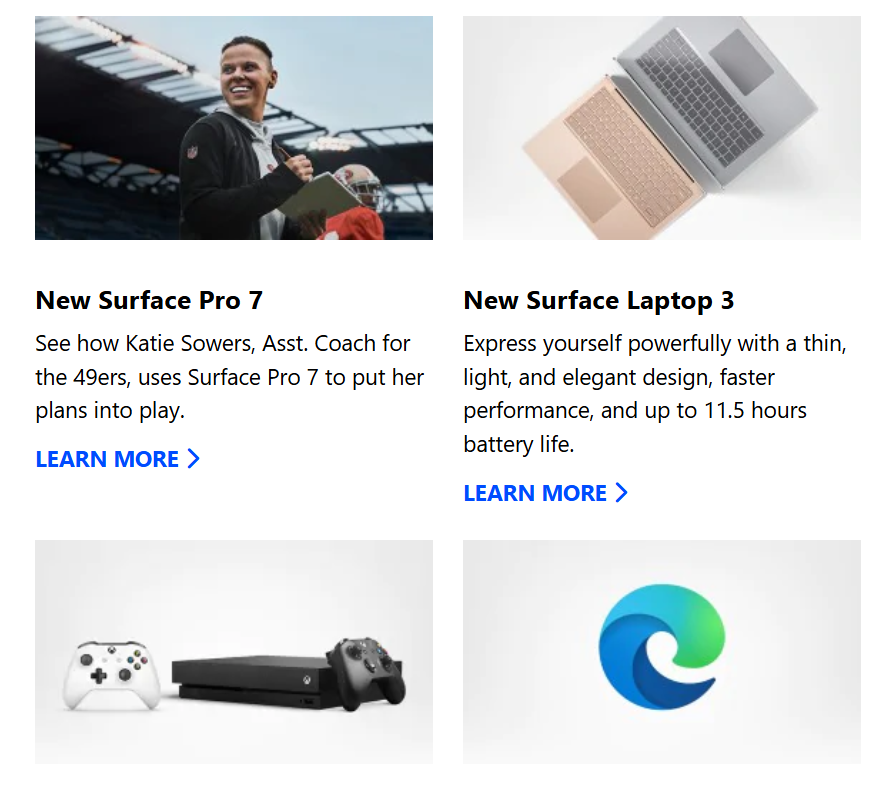 New Surface Pro 7
See how Katie Sowers, Asst. Coach for
the 49ers, uses Surface Pro 7 to put her
plans into play.
LEARN MORE
New Surface Laptop 3
Express yourself powerfully with a thin,
light, and elegant design, faster
performance, and up to 11.5 hours
battery life.
LEARN MORE